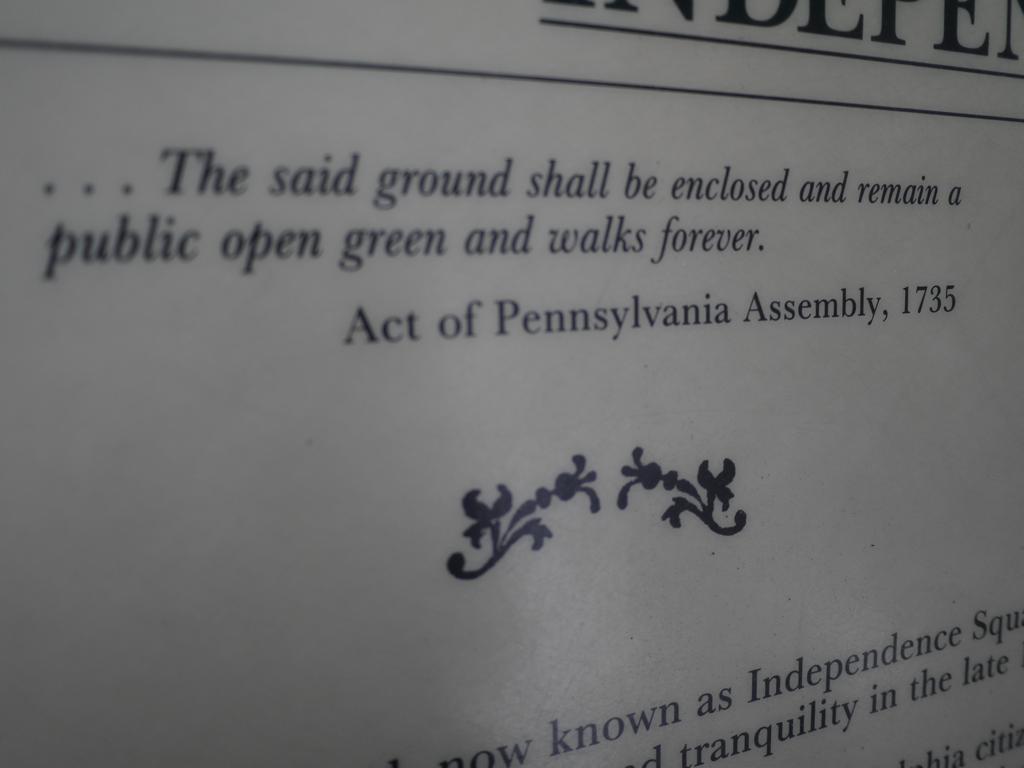 . . . The said ground shall be enclosed and remain a
public open green and walks forever.
Act of Pennsylvania Assembly, 1735
now known as Independence
tranquility in the late